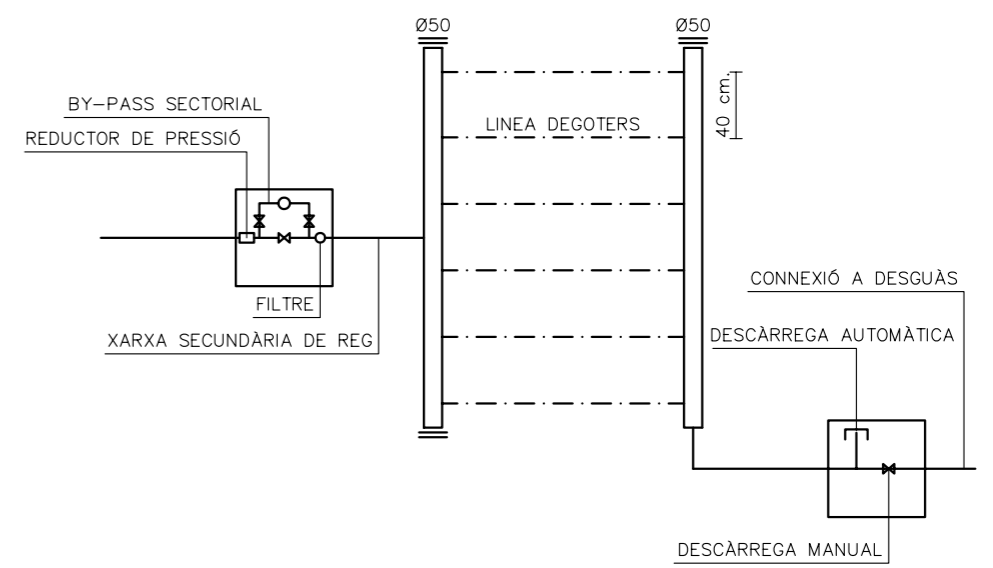 Ø50
Ø50
40 cm.
BY-PASS SECTORIAL
LINEA DEGOTERS
REDUCTOR DE PRESSIÓ
CONNEXIÓ A DESGUÀS
FILTRE
DESCÀRREGA AUTOMÀTICA
XARXA SECUNDÀRIA DE REG
DESCÀRREGA MANUAL